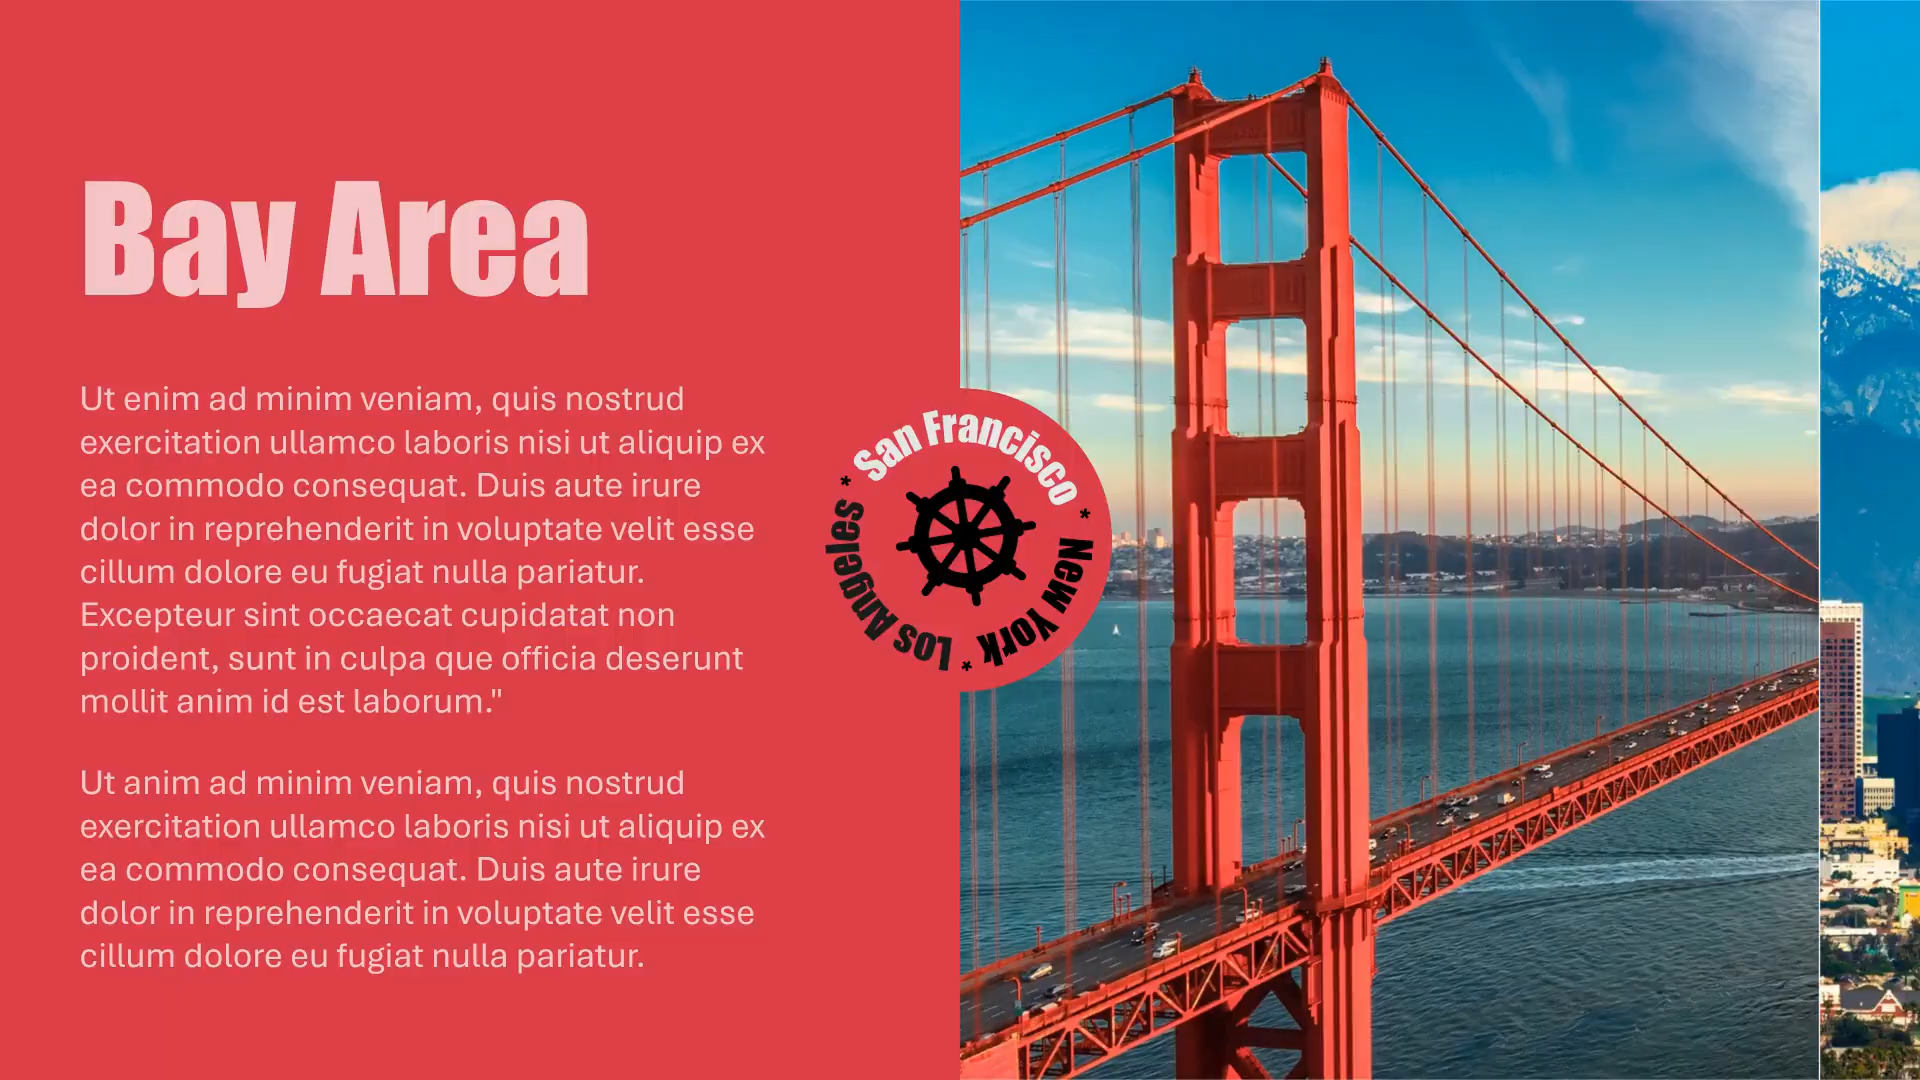 Bay Area
Ut enim ad minim veniam, quis nostrud
exercitation ullamco laboris nisi ut aliquip ex
ea commodo consequat. Duis aute irure
dolor in reprehenderit in voluptate velit esse
cillum dolore eu fugiat nulla pariatur.
Excepteur sint occaecat cupidatat non
proident, sunt in culpa que officia deserunt
mollit anim id est laborum."
Ut anim ad minim veniam, quis nostrud
exercitation ullamco laboris nisi ut aliquip ex
ea commodo consequat. Duis aute irure
dolor in reprehenderit in voluptate velit esse
cillum dolore eu fugiat nulla pariatur.
San Francisco * New York * Los Angeles *